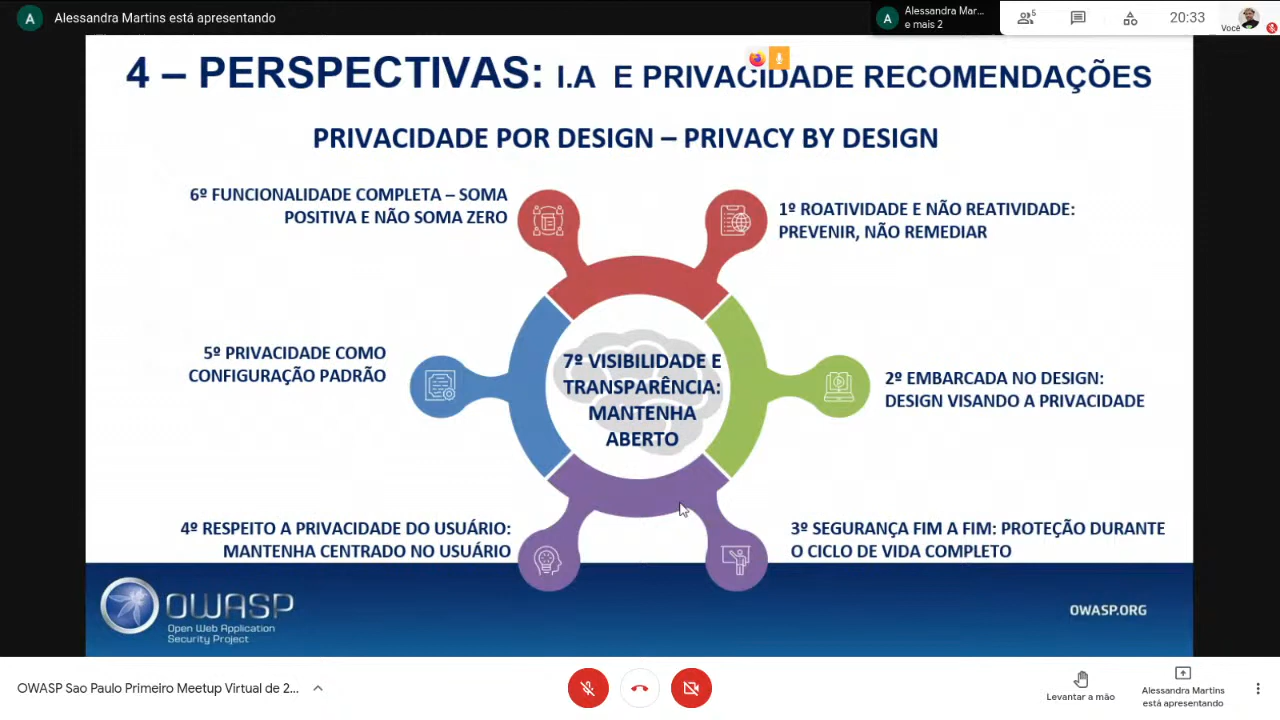 A
Alessandra Martins está apresentando
A
Alessandra Mar...
e mais 2
5
20:33
Você
4 – PERSPECTIVAS: I.A E PRIVACIDADE RECOMENDAÇÕES
PRIVACIDADE POR DESIGN – PRIVACY BY DESIGN
6º FUNCIONALIDADE COMPLETA – SOMA
POSITIVA E NÃO SOMA ZERO
1º ROATIVIDADE E NÃO REATIVIDADE:
PREVENIR, NÃO REMEDIAR
5º PRIVACIDADE COMO
CONFIGURAÇÃO PADRÃO
7º VISIBILIDADE E
TRANSPARÊNCIA:
MANTENHA
ABERTO
2º EMBARCADA NO DESIGN:
DESIGN VISANDO A PRIVACIDADE
4º RESPEITO A PRIVACIDADE DO USUÁRIO:
MANTENHA CENTRADO NO USUÁRIO
3º SEGURANÇA FIM A FIM: PROTEÇÃO DURANTE
O CICLO DE VIDA COMPLETO
OWASP
Open Web Application
Security Project
OWASP.ORG
OWASP Sao Paulo Primeiro Meetup Virtual de 2...
Levantar a mão
Alessandra Martins
está apresentando